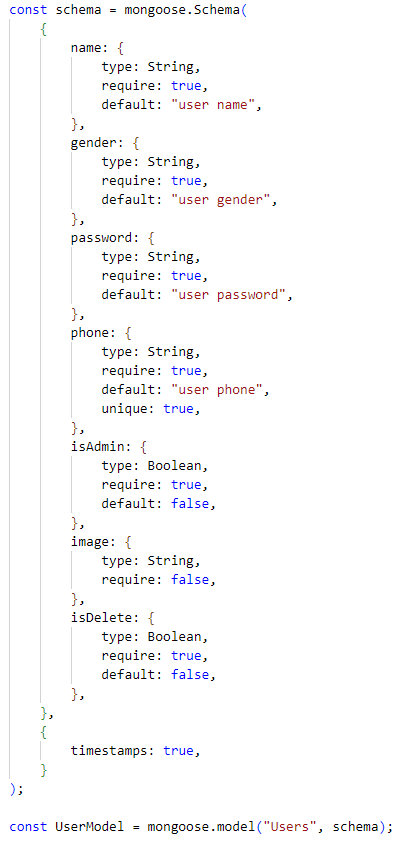 const schema = mongoose.Schema(
    {
        name: {
            type: String,
            require: true,
            default: "user name",
        },
        gender: {
            type: String,
            require: true,
            default: "user gender",
        },
        password: {
            type: String,
            require: true,
            default: "user password",
        },
        phone: {
            type: String,
            require: true,
            default: "user phone",
            unique: true,
        },
        isAdmin: {
            type: Boolean,
            require: true,
            default: false,
        },
        image: {
            type: String,
            require: false,
        },
        isDelete: {
            type: Boolean,
            require: true,
            default: false,
        },
    },
    {
        timestamps: true,
    }
);

const UserModel = mongoose.model("Users", schema);